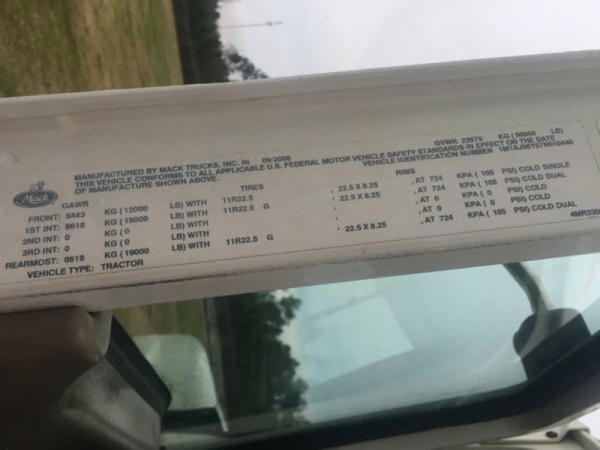 MANUFACTURED BY MACK TRUCKS, INC. IN 09/2006 GVWR 22679 KG (50000 LB)
THIS VEHICLE CONFORMS TO ALL APPLICABLE U.S. FEDERAL MOTOR VEHICLE SAFETY STANDARDS IN EFFECT ON THE DATE
OF MANUFACTURE SHOWN ABOVE. VEHICLE IDENTIFICATION NUMBER
Mack
GAWR TIRES RIMS
FRONT: 5443 KG (12000 LB) WITH 11R22.5 , 22.5 X 8.25 , AT 724 KPA ( 105 PSI) COLD SINGLE
1ST INT: 8618 KG (19000 LB) WITH 11R22.5 G , 22.5 X 8.25 , AT 724 KPA ( 105 PSI) COLD DUAL
2ND INT: 0 KG (0 LB) WITH , , AT 0 KPA ( 0 PSI) COLD
3RD INT: 0 KG (0 LB) WITH , , AT 0 KPA ( 0 PSI) COLD
REARMOST: 8618 KG (19000 LB) WITH 11R22.5 G , 22.5 X 8.25 , AT 724 KPA ( 105 PSI) COLD DUAL
VEHICLE TYPE: TRACTOR